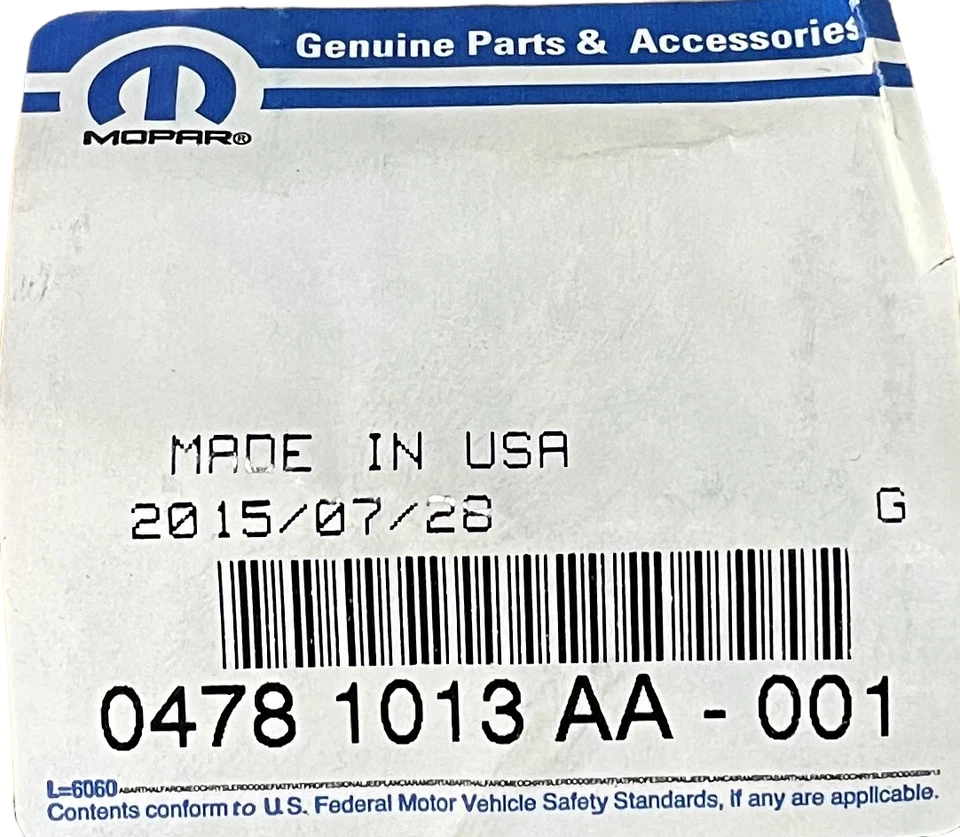 Genuine Parts & Accessories
MOPAR®
MADE IN USA
2015/07/28
G
0478 1013 AA - 001
L=6060
Contents conform to U.S. Federal Motor Vehicle Safety Standards, if any are applicable.